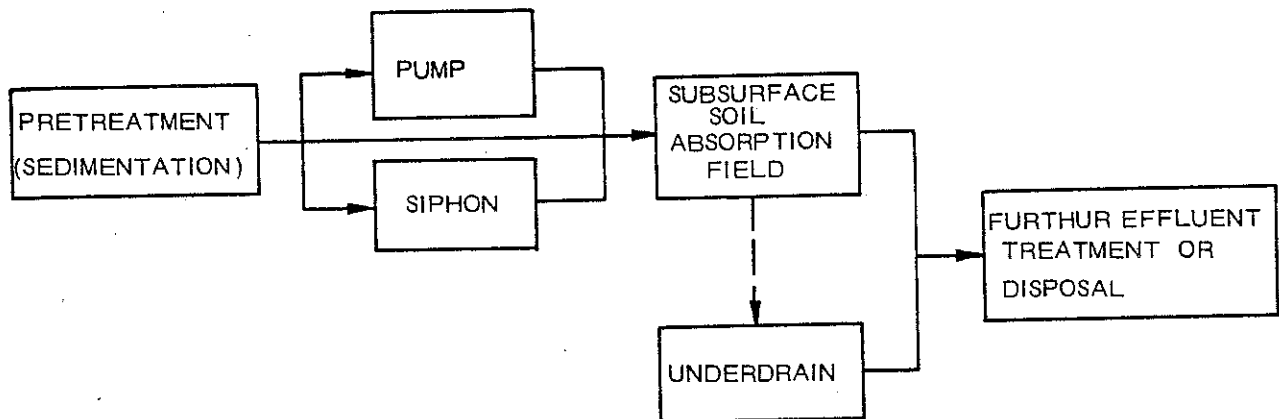 PRETREATMENT
(SEDIMENTATION)
PUMP
SIPHON
SUBSURFACE
SOIL
ABSORPTION
FIELD
UNDERDRAIN
FURTHUR EFFLUENT
TREATMENT OR
DISPOSAL